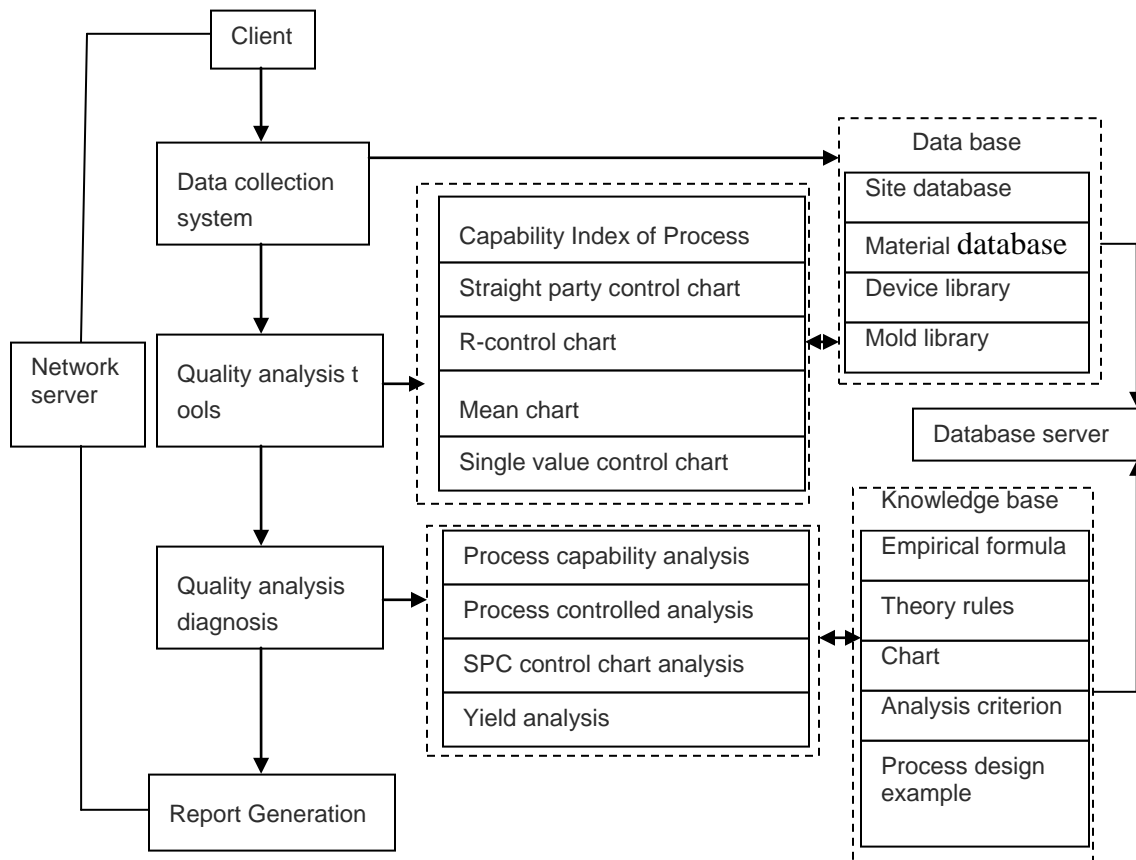 Client
Data collection
system
Network
server
Quality analysis t
ools
Quality analysis
diagnosis
Report Generation
Capability Index of Process
Straight party control chart
R-control chart
Mean chart
Single value control chart
Process capability analysis
Process controlled analysis
SPC control chart analysis
Yield analysis
Data base
Site database
Material database
Device library
Mold library
Database server
Knowledge base
Empirical formula
Theory rules
Chart
Analysis criterion
Process design
example